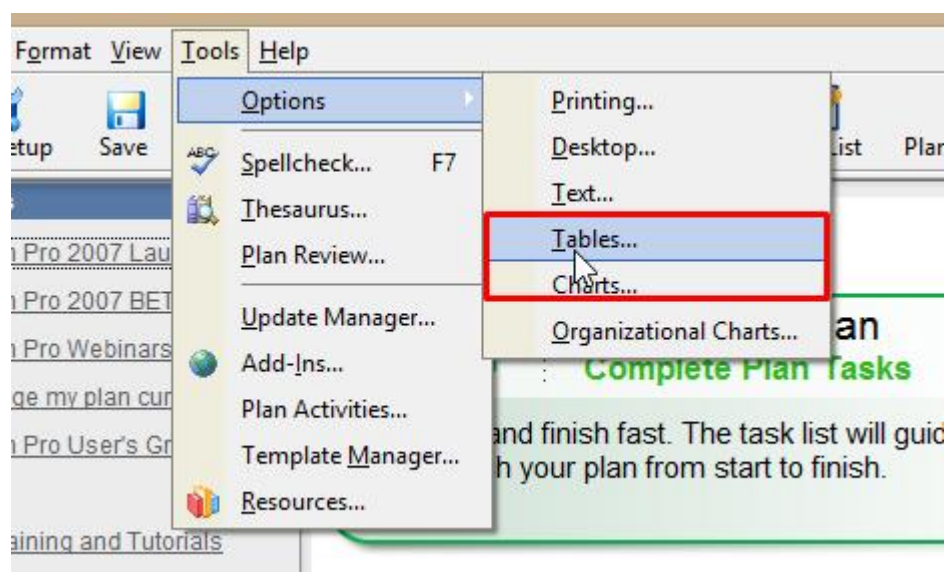 Format View Tools Help
etup Save List Plar
Options
Spellcheck... F7
Thesaurus...
Plan Review...
Update Manager...
Add-Ins...
Plan Activities...
Template Manager...
Resources...
Printing...
Desktop...
Text...
Tables...
Charts...
Organizational Charts...
ABC
s
n Pro 2007 Lau
n Pro 2007 BET
n Pro Webinars
ge my plan cur
n Pro User's Gr
aining and Tutorials
an
Complete Plan Tasks
and finish fast. The task list will guid
h your plan from start to finish.